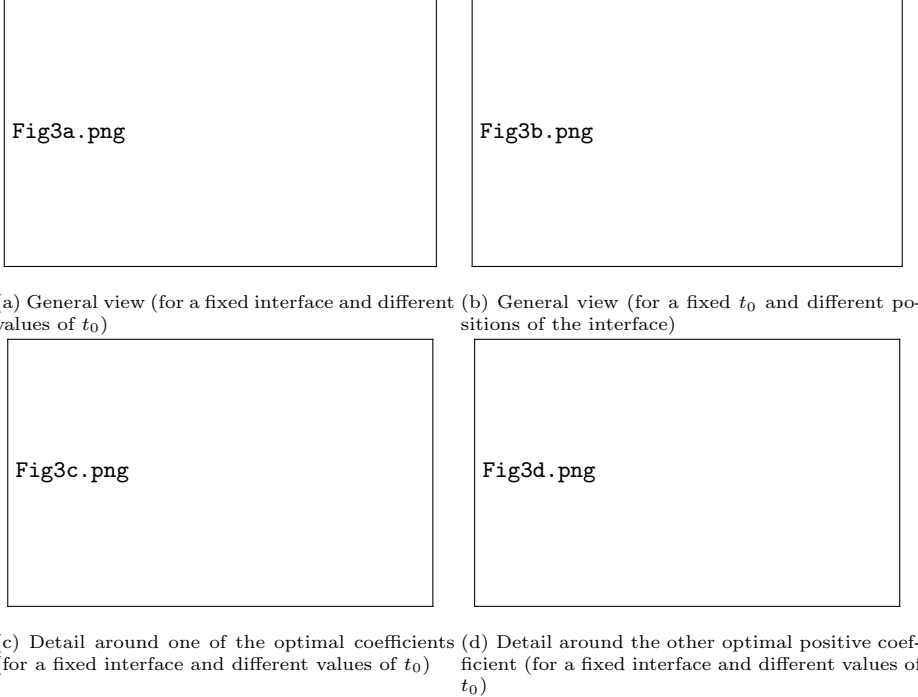 Fig3a.png
Fig3b.png
(a) General view (for a fixed interface and different
values of t0)
(b) General view (for a fixed t0 and different po-
sitions of the interface)
Fig3c.png
Fig3d.png
(c) Detail around one of the optimal coefficients
(for a fixed interface and different values of t0)
(d) Detail around the other optimal positive coef-
ficient (for a fixed interface and different values of
t0)